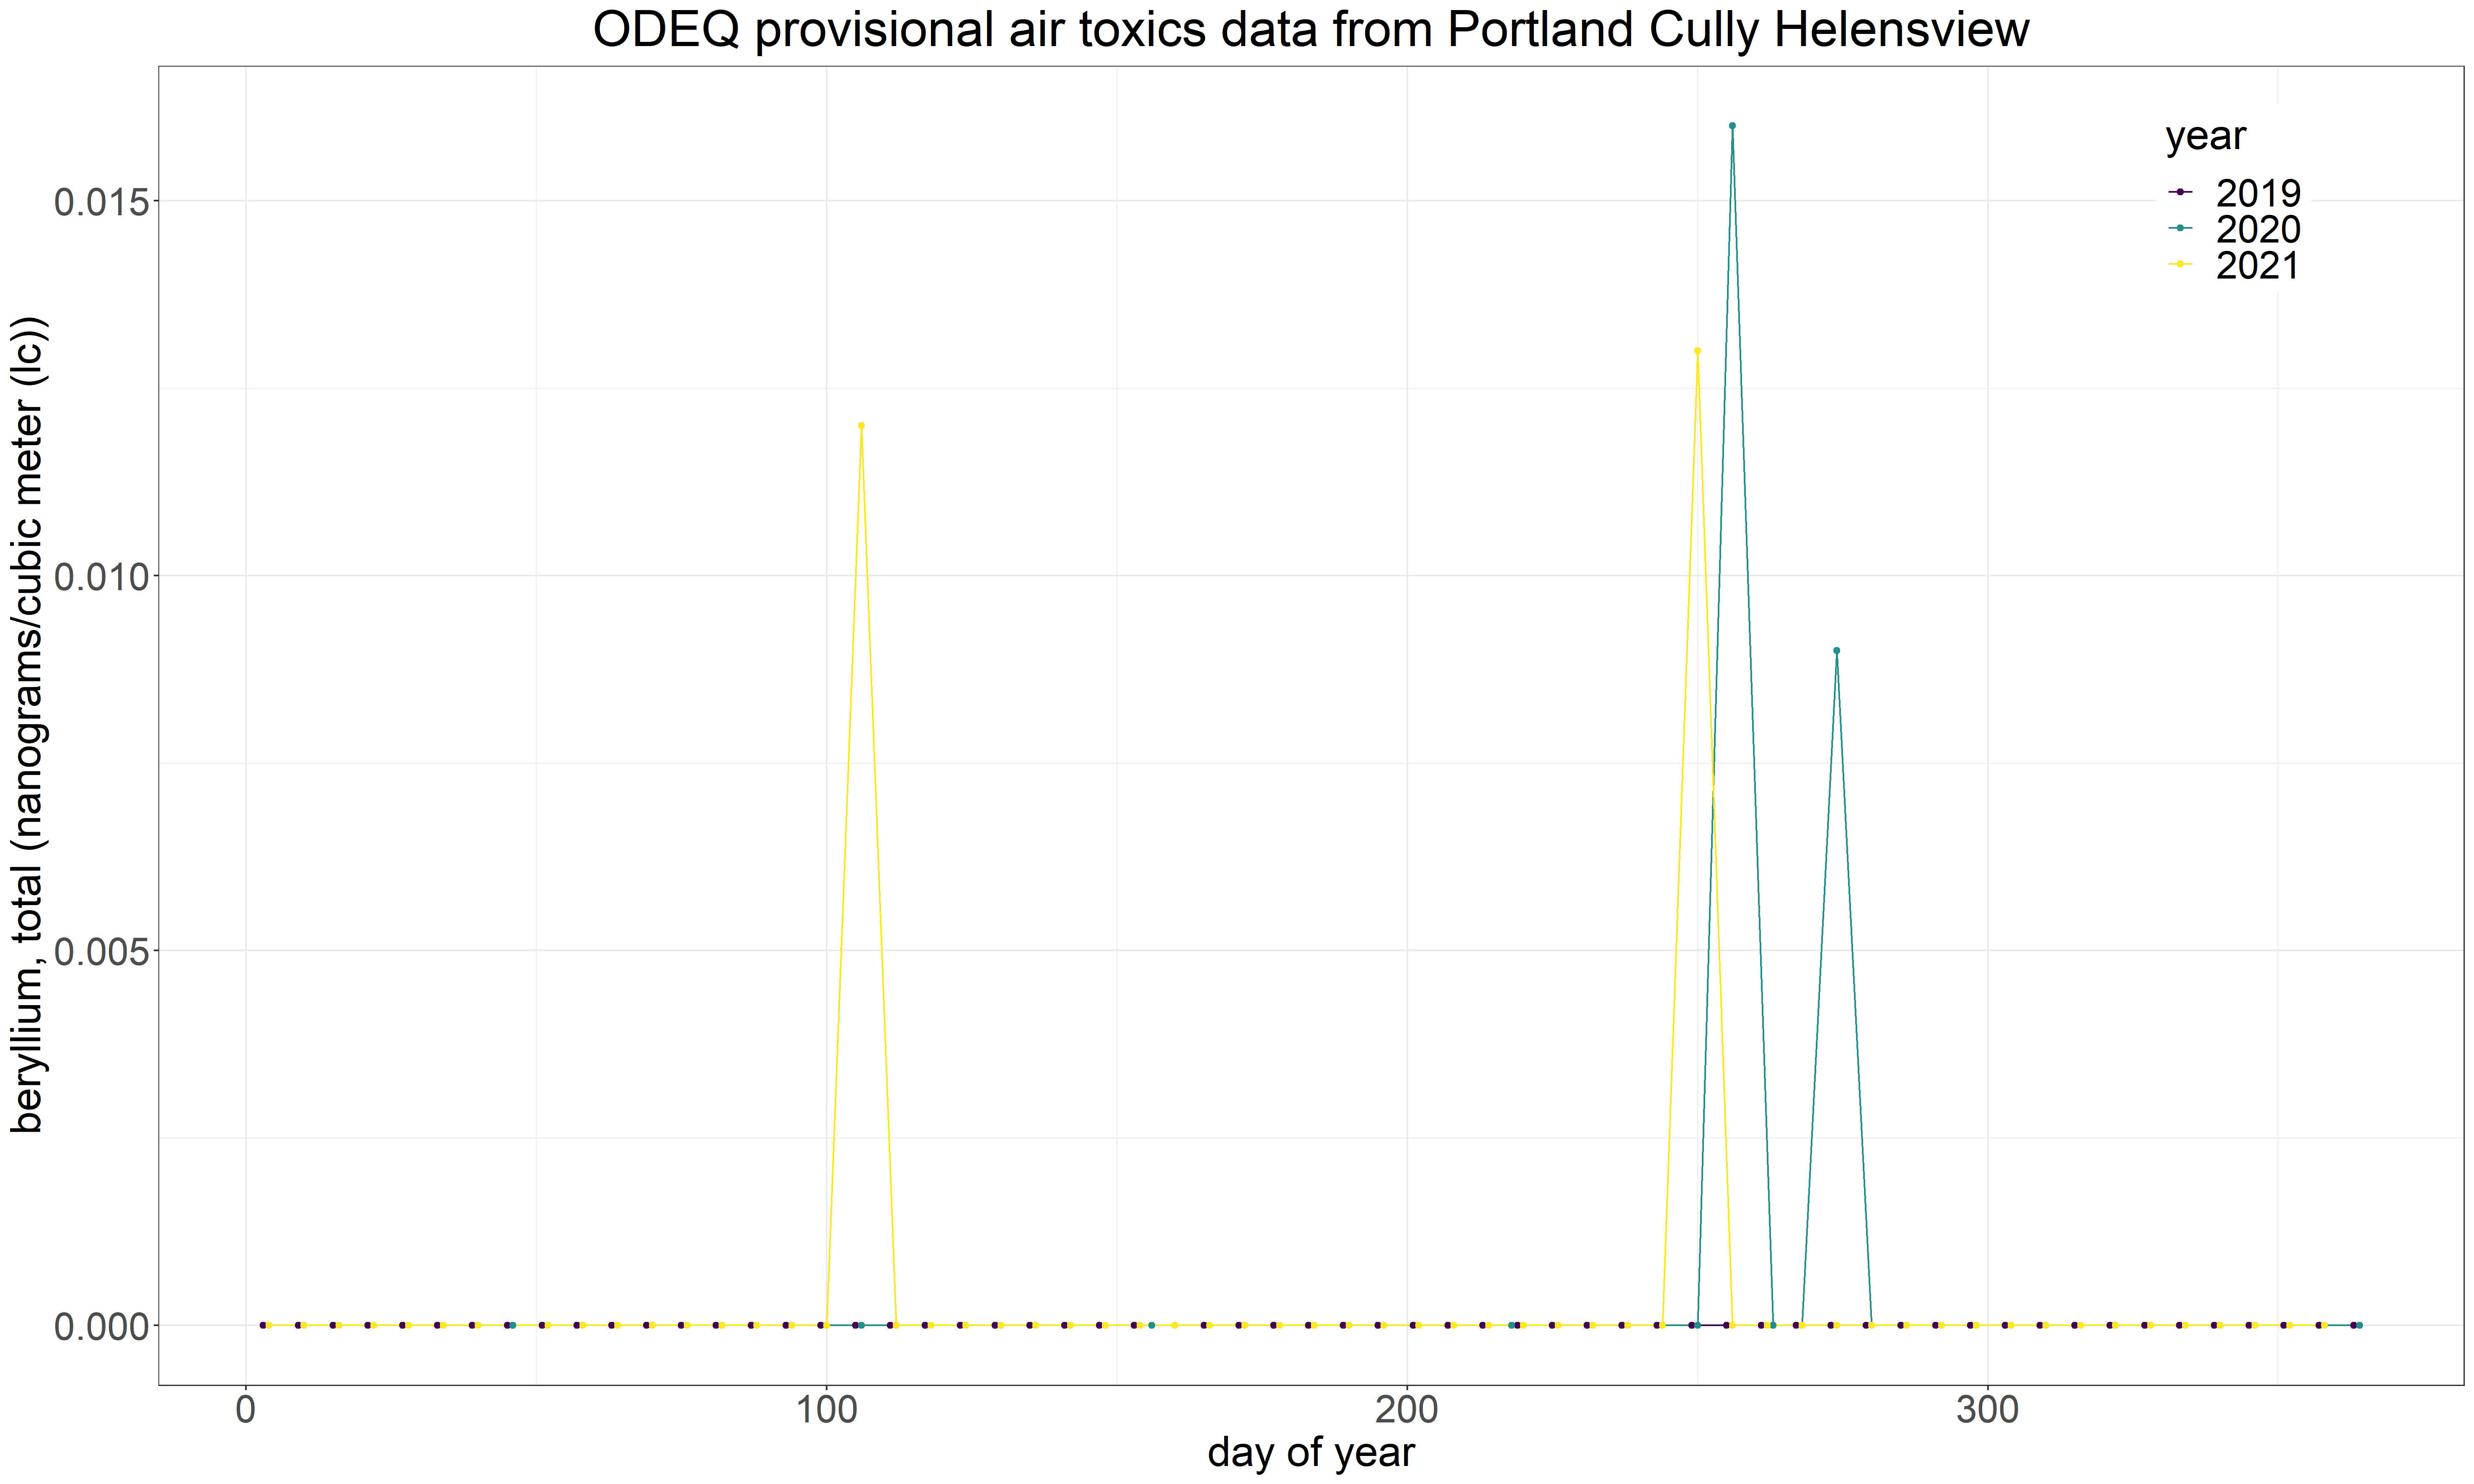 ODEQ provisional air toxics data from Portland Cully Helensview
beryllium, total (nanograms/cubic meter (lc))
0.015
0.010
0.005
0.000
year
2019
2020
2021
0
100
200
300
day of year